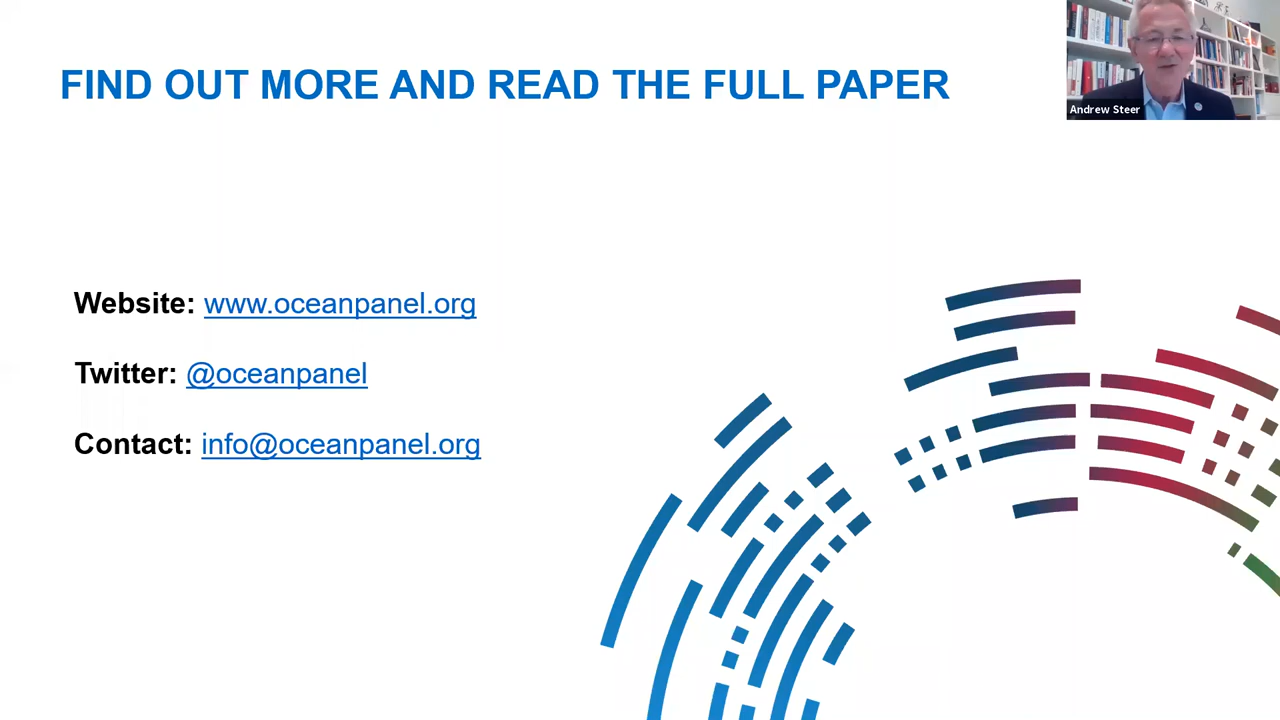 FIND OUT MORE AND READ THE FULL PAPER
Andrew Steer
Website: www.oceanpanel.org
Twitter: @oceanpanel
Contact: info@oceanpanel.org